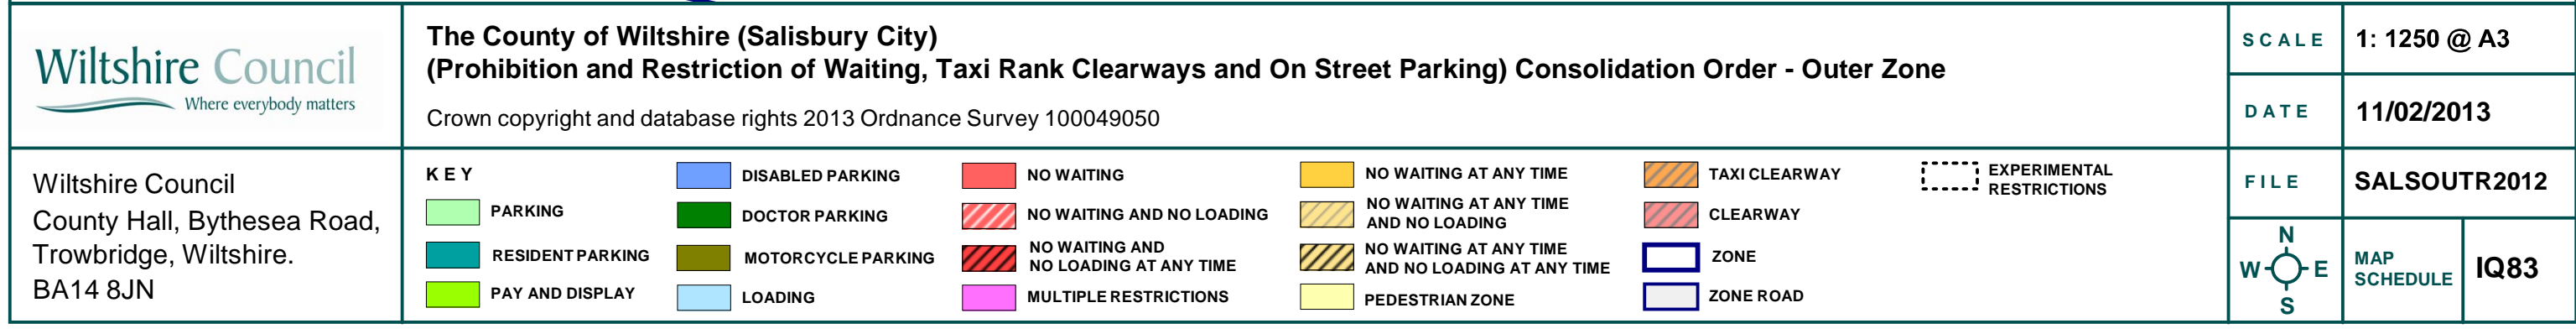 Wiltshire Council
Where everybody matters
The County of Wiltshire (Salisbury City)
(Prohibition and Restriction of Waiting, Taxi Rank Clearways and On Street Parking) Consolidation Order - Outer Zone
Crown copyright and database rights 2013 Ordnance Survey 100049050
SCALE
1: 1250 @ A3
DATE
11/02/2013
Wiltshire Council
County Hall, Bythesea Road,
Trowbridge, Wiltshire.
BA14 8JN
KEY
PARKING
RESIDENT PARKING
PAY AND DISPLAY
DISABLED PARKING
DOCTOR PARKING
MOTORCYCLE PARKING
LOADING
NO WAITING
NO WAITING AND NO LOADING
NO WAITING AND
NO LOADING AT ANY TIME
MULTIPLE RESTRICTIONS
NO WAITING AT ANY TIME
NO WAITING AT ANY TIME
AND NO LOADING
NO WAITING AT ANY TIME
AND NO LOADING AT ANY TIME
PEDESTRIAN ZONE
TAXI CLEARWAY
CLEARWAY
ZONE
ZONE ROAD
EXPERIMENTAL
RESTRICTIONS
FILE
SALSOUTR2012
N
W E
S
MAP
SCHEDULE
IQ83